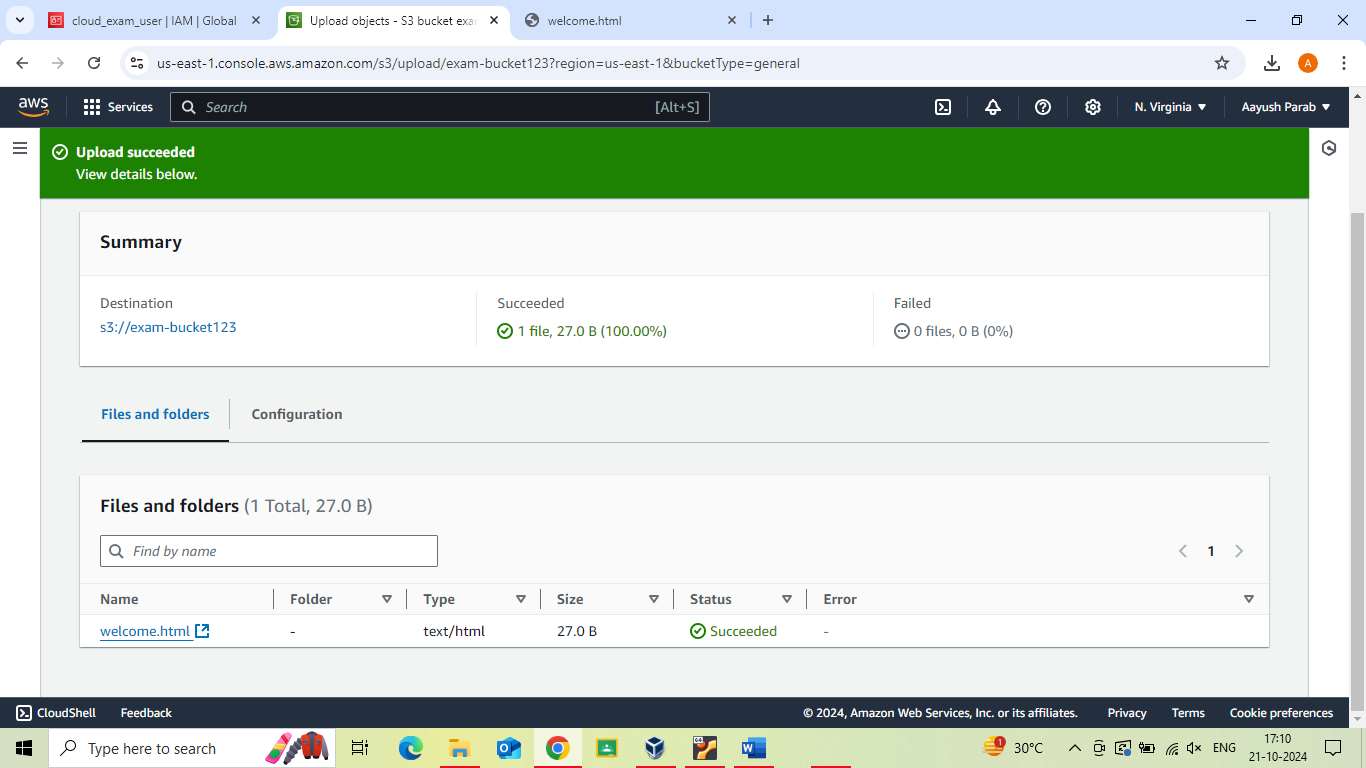 cloud_exam_user | IAM | Global
Upload objects - S3 bucket exa
welcome.html
us-east-1.console.aws.amazon.com/s3/upload/exam-bucket123?region=us-east-1&bucketType=general
A
aws
Services
Search
[Alt+S]
N. Virginia
Aayush Parab
Upload succeeded
View details below.
Summary
Destination
s3://exam-bucket123
Succeeded
1 file, 27.0 B (100.00%)
Failed
0 files, 0 B (0%)
Files and folders
Configuration
Files and folders (1 Total, 27.0 B)
Find by name
1
Name
Folder
Type
Size
Status
Error
welcome.html
-
text/html
27.0 B
Succeeded
-
CloudShell
Feedback
© 2024, Amazon Web Services, Inc. or its affiliates.
Privacy
Terms
Cookie preferences
Type here to search
1
30°C
ENG
17:10
21-10-2024